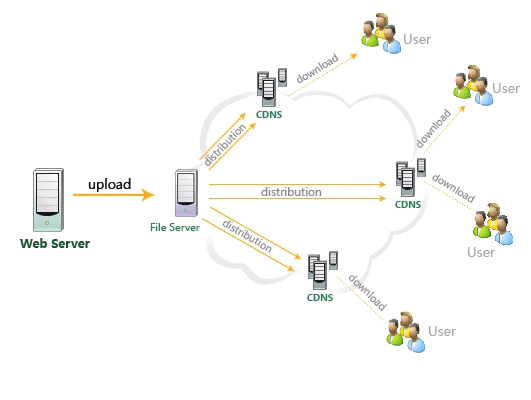 User
download
CDNS
distribution
User
download
upload
distribution
CDNS
download
Web Server
File Server
distribution
User
CDNS
download
User